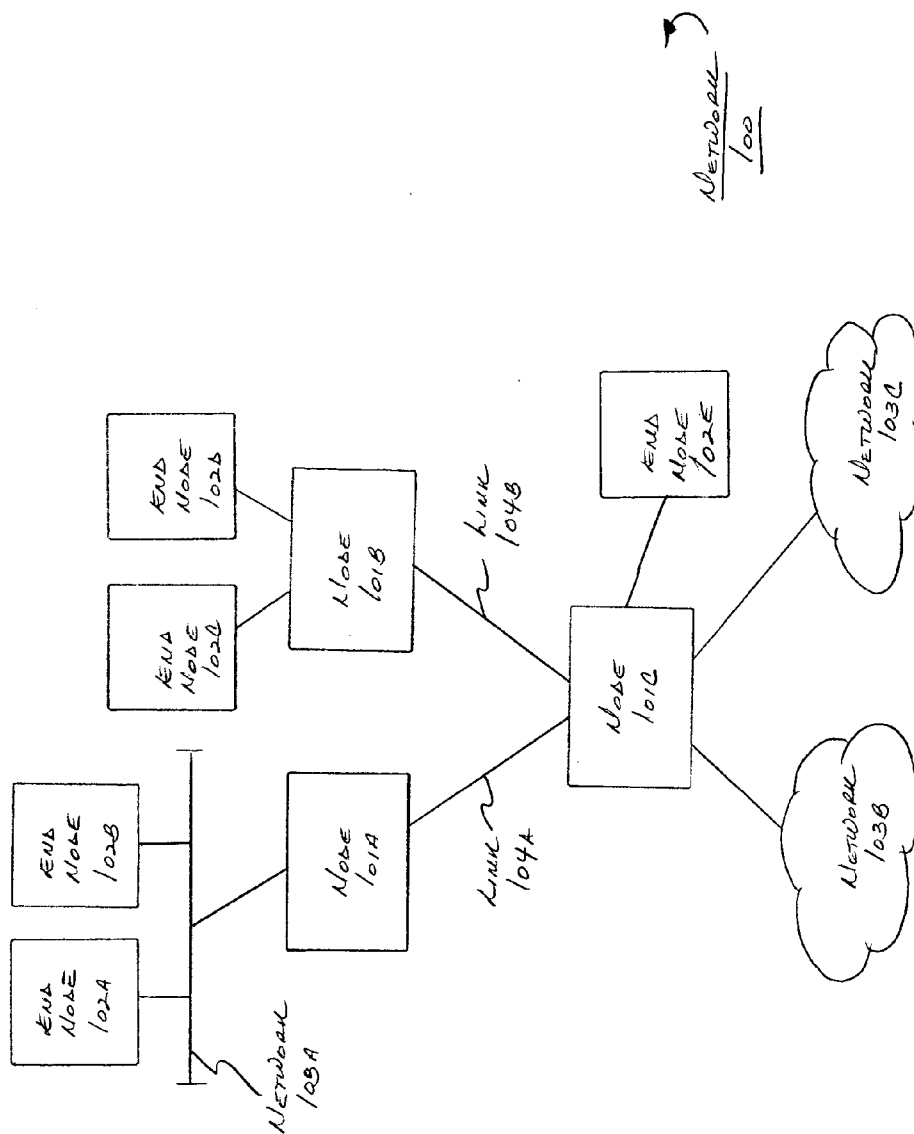 END
NODE
102A
END
NODE
102B
END
NODE
102C
END
NODE
102D
NETWORK
103A
NODE
101A
NODE
101B
LINK
104A
LINK
104B
NODE
101C
END
NODE
102E
NETWORK
103B
NETWORK
103C
NETWORK
100